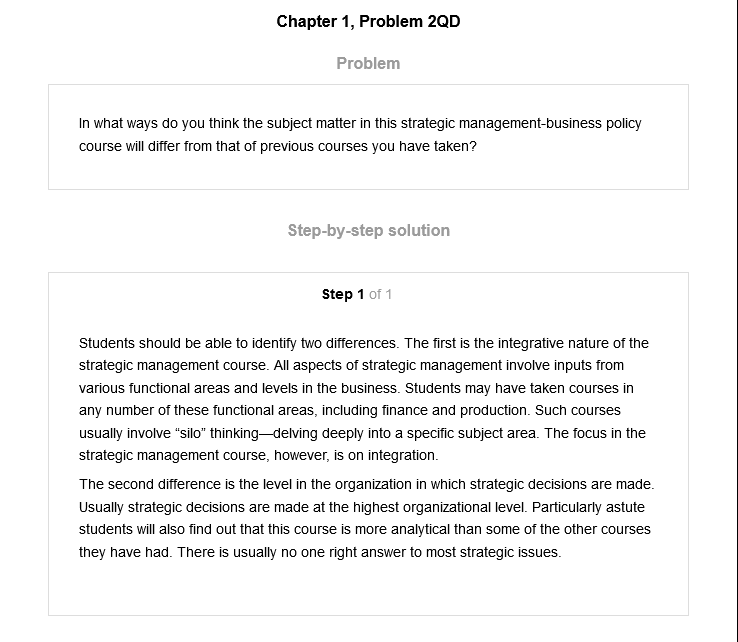 Chapter 1, Problem 2QD
Problem
In what ways do you think the subject matter in this strategic management-business policy
course will differ from that of previous courses you have taken?
Step-by-step solution
Step 1 of 1
Students should be able to identify two differences. The first is the integrative nature of the
strategic management course. All aspects of strategic management involve inputs from
various functional areas and levels in the business. Students may have taken courses in
any number of these functional areas, including finance and production. Such courses
usually involve “silo” thinking—delving deeply into a specific subject area. The focus in the
strategic management course, however, is on integration.
The second difference is the level in the organization in which strategic decisions are made.
Usually strategic decisions are made at the highest organizational level. Particularly astute
students will also find out that this course is more analytical than some of the other courses
they have had. There is usually no one right answer to most strategic issues.